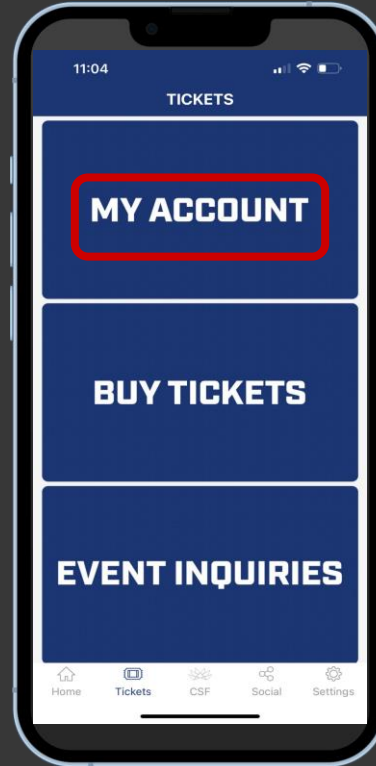 11:04
TICKETS
MY ACCOUNT
BUY TICKETS
EVENT INQUIRIES
Home Tickets CSF Social Settings